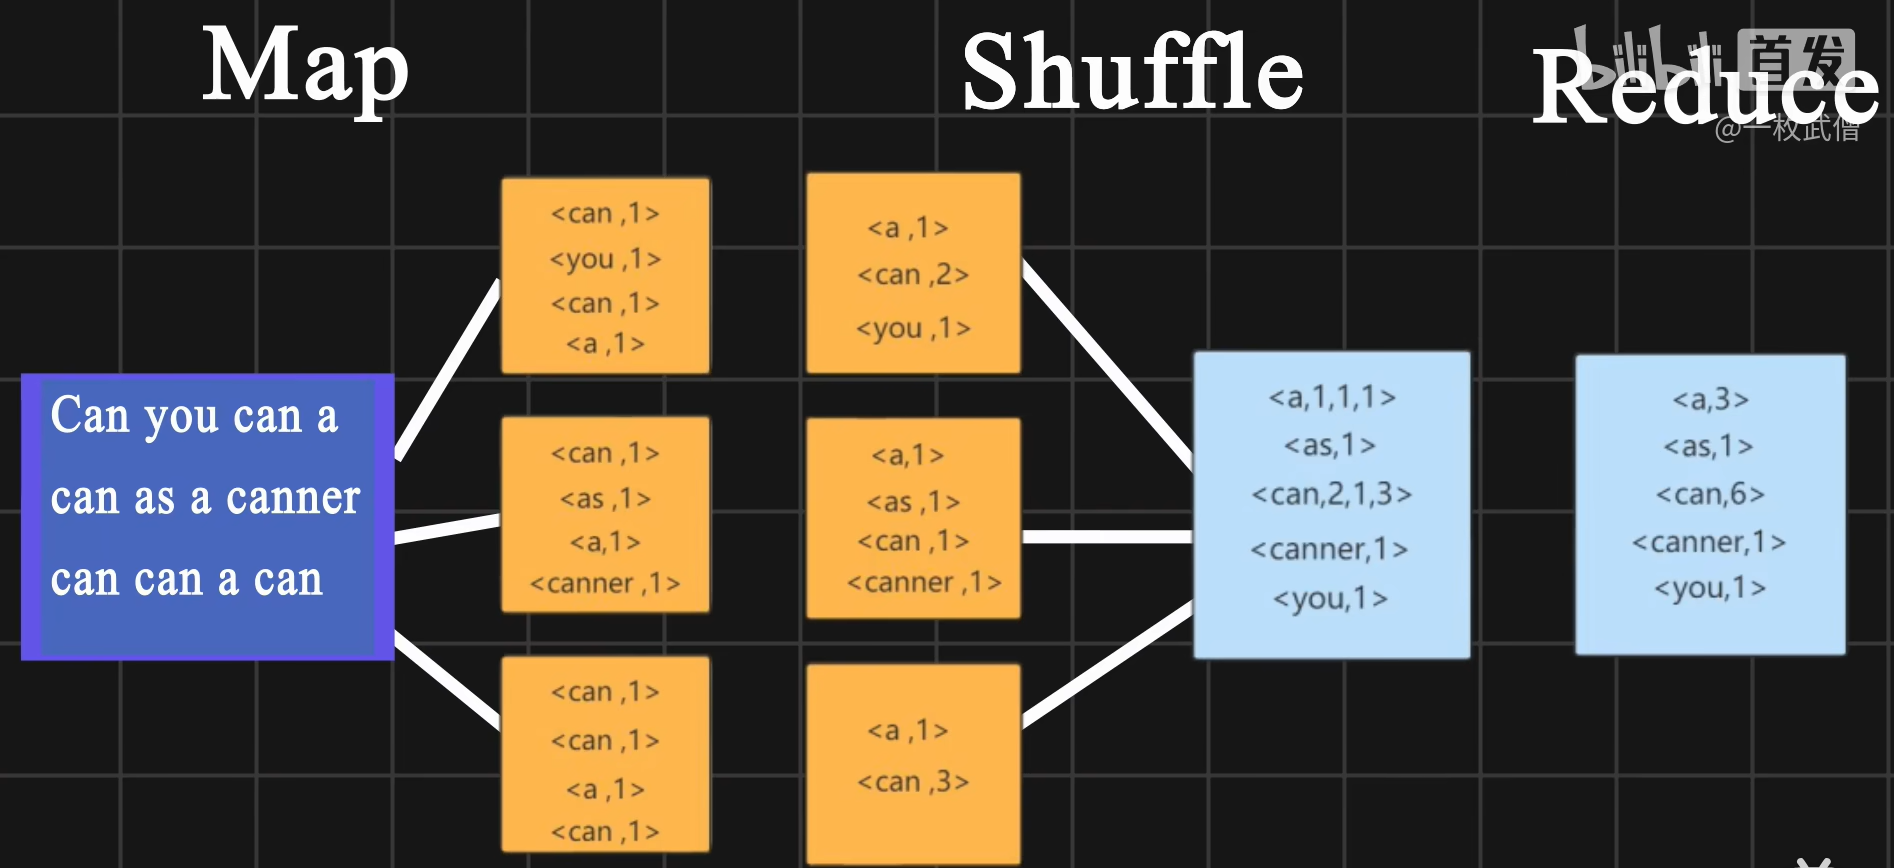 Map
Shuffle
Reduce
bilibili 首发
@一枚武僧
Can you can a
can as a canner
can can a can
<can ,1>
<you ,1>
<can ,1>
<a ,1>
<can ,1>
<as ,1>
<a,1>
<canner ,1>
<can ,1>
<can ,1>
<a ,1>
<can ,1>
<a ,1>
<can ,2>
<you ,1>
<a,1>
<as ,1>
<can ,1>
<canner ,1>
<a ,1>
<can ,3>
<a,1,1,1>
<as,1>
<can,2,1,3>
<canner,1>
<you,1>
<a,3>
<as,1>
<can,6>
<canner,1>
<you,1>